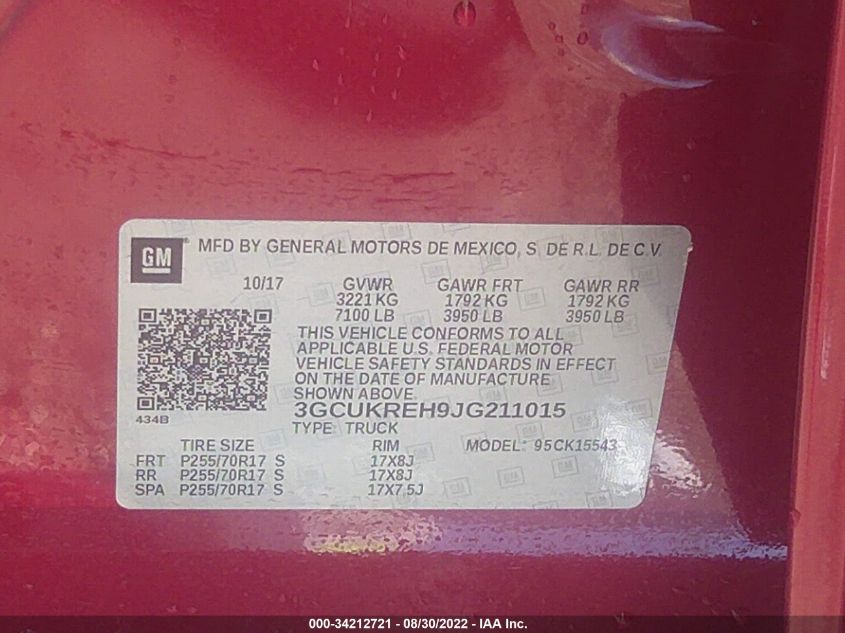 GM MFD BY GENERAL MOTORS DE MEXICO, S. DE R.L. DE C.V.
10/17 GVWR GAWR FRT GAWR RR
3221 KG 1792 KG 1792 KG
7100 LB 3950 LB 3950 LB
THIS VEHICLE CONFORMS TO ALL
APPLICABLE U.S. FEDERAL MOTOR
VEHICLE SAFETY STANDARDS IN EFFECT
ON THE DATE OF MANUFACTURE
SHOWN ABOVE.
3GCUKREH9JG211015
434B
TYPE: TRUCK
TIRE SIZE RIM MODEL: 95CK15543
FRT P255/70R17 S 17X8J
RR P255/70R17 S 17X8J
SPA P255/70R17 S 17X7.5J
000-34212721 - 08/30/2022 - IAA Inc.